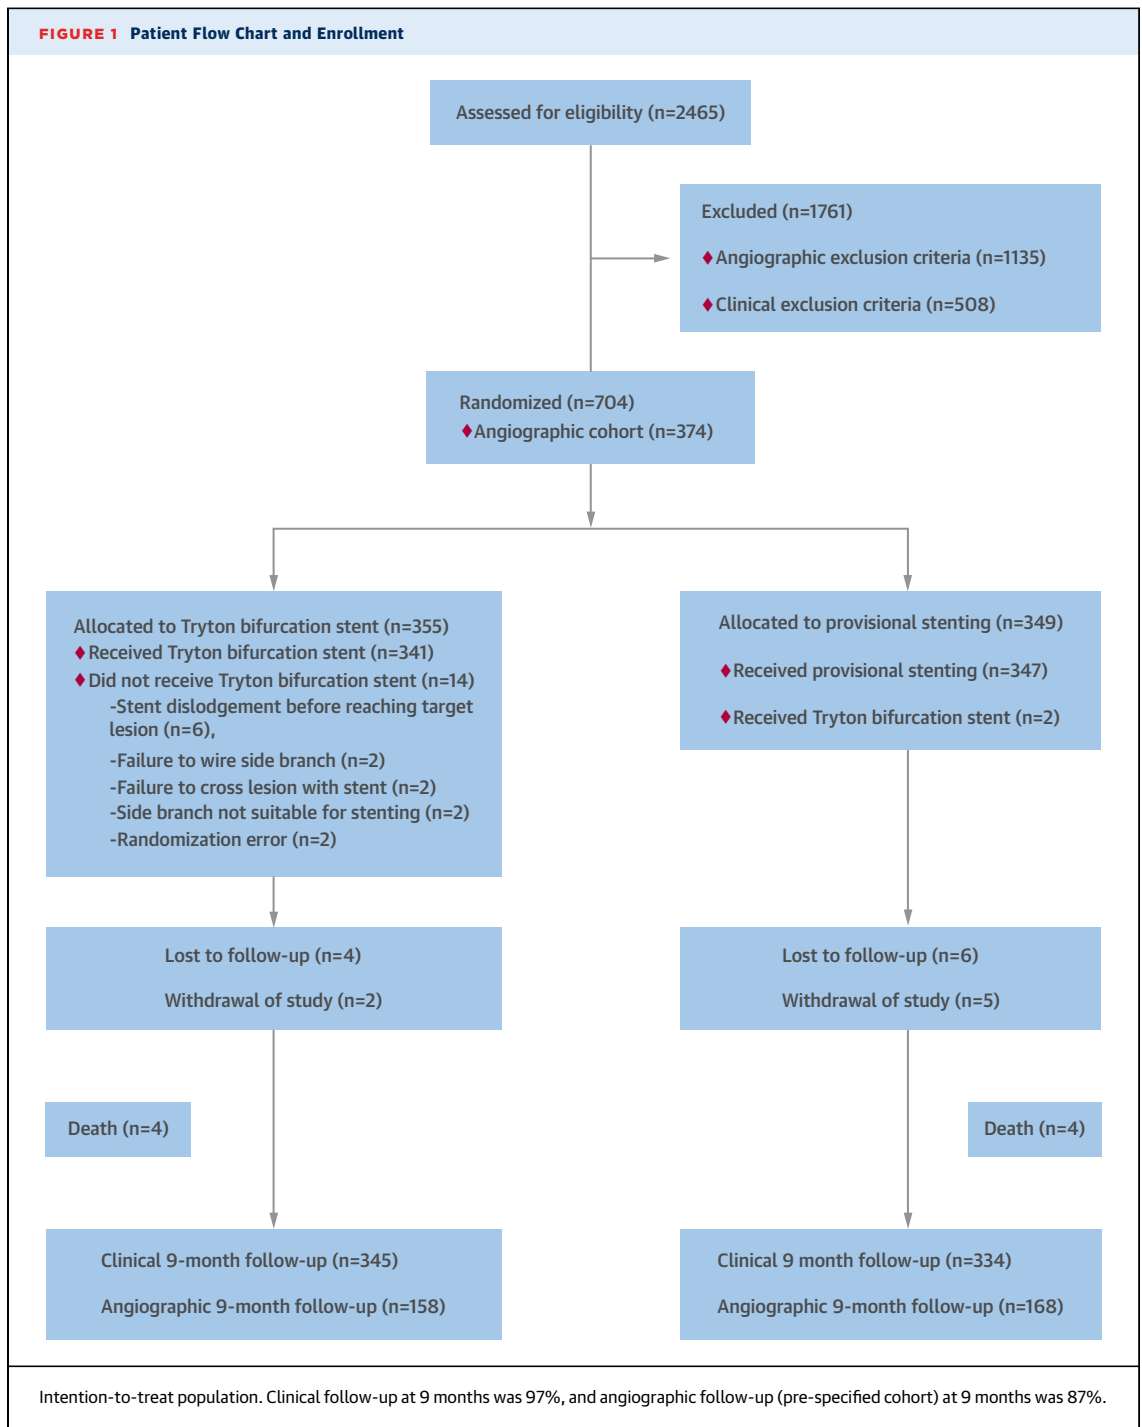 FIGURE 1 Patient Flow Chart and Enrollment
Assessed for eligibility (n=2465)
Excluded (n=1761)
♦Angiographic exclusion criteria (n=1135)
♦Clinical exclusion criteria (n=508)
Randomized (n=704)
♦Angiographic cohort (n=374)
Allocated to Tryton bifurcation stent (n=355)
♦Received Tryton bifurcation stent (n=341)
♦Did not receive Tryton bifurcation stent (n=14)
-Stent dislodgement before reaching target
lesion (n=6),
-Failure to wire side branch (n=2)
-Failure to cross lesion with stent (n=2)
-Side branch not suitable for stenting (n=2)
-Randomization error (n=2)
Allocated to provisional stenting (n=349)
♦Received provisional stenting (n=347)
♦Received Tryton bifurcation stent (n=2)
Lost to follow-up (n=4)
Withdrawal of study (n=2)
Lost to follow-up (n=6)
Withdrawal of study (n=5)
Death (n=4)
Death (n=4)
Clinical 9-month follow-up (n=345)
Angiographic 9-month follow-up (n=158)
Clinical 9 month follow-up (n=334)
Angiographic 9-month follow-up (n=168)
Intention-to-treat population. Clinical follow-up at 9 months was 97%, and angiographic follow-up (pre-specified cohort) at 9 months was 87%.